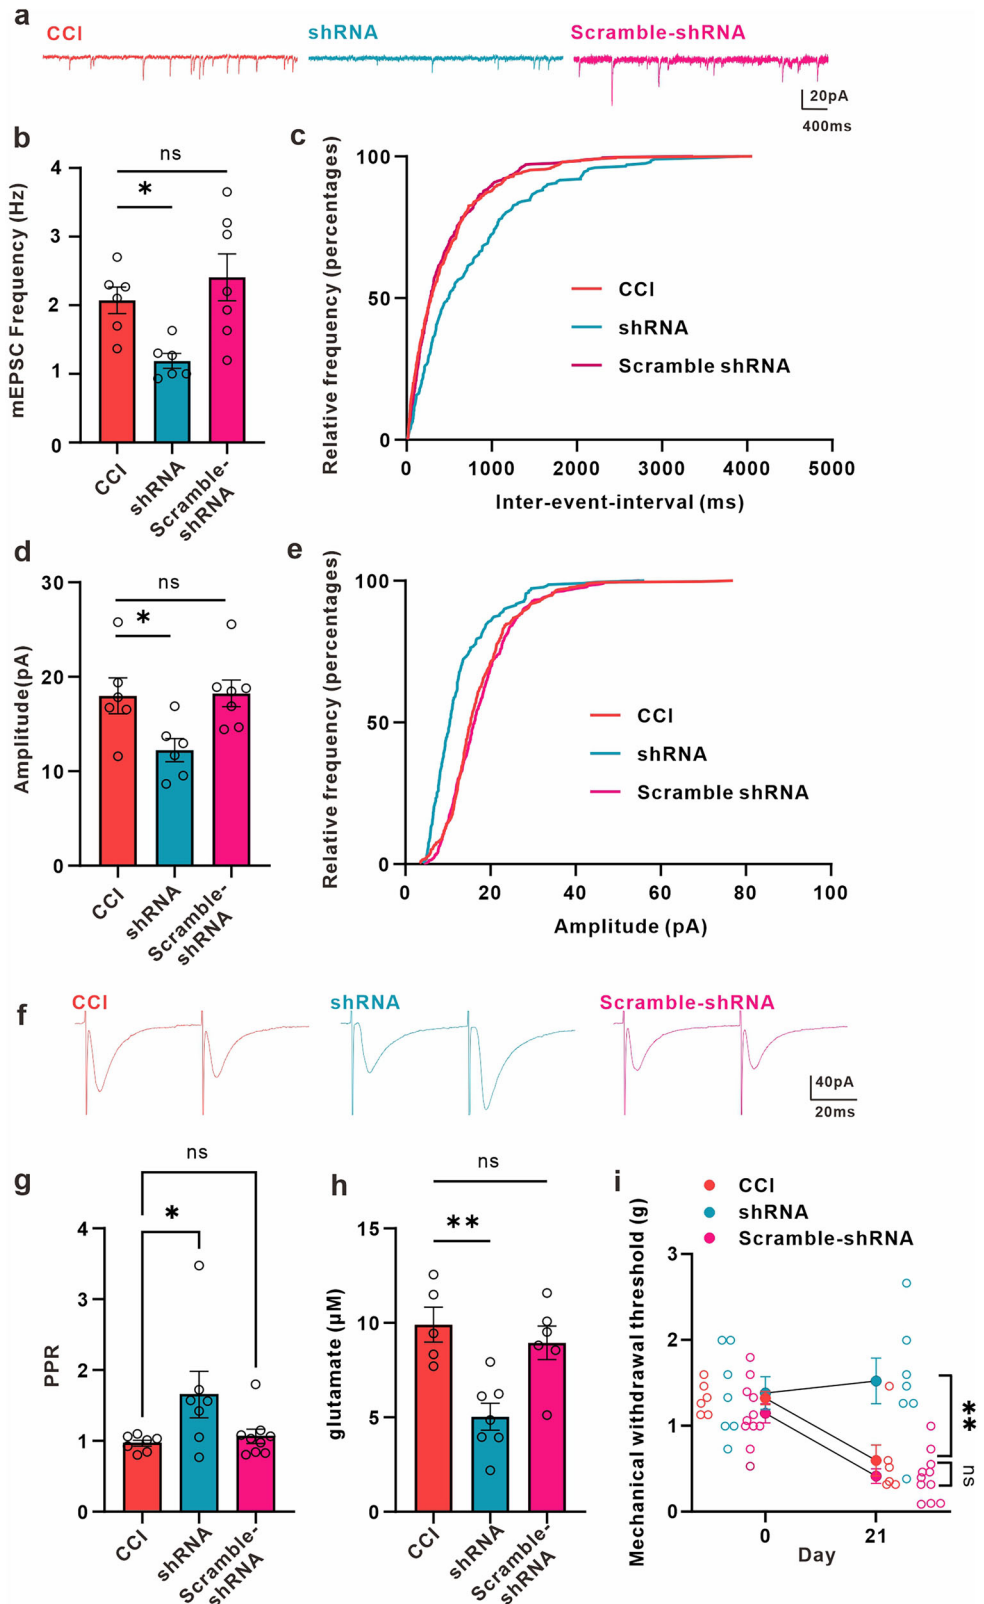 a
CCI
shRNA
Scramble-shRNA
20pA
400ms
b
ns
*
mEPSC Frequency (Hz)
4
3
2
1
0
CCI
shRNA
Scramble-
shRNA
c
Relative frequency (percentages)
100
50
0
CCI
shRNA
Scramble shRNA
0 1000 2000 3000 4000 5000
Inter-event-interval (ms)
d
ns
*
Amplitude(pA)
30
20
10
0
CCI
shRNA
Scramble-
shRNA
e
Relative frequency (percentages)
100
50
0
CCI
shRNA
Scramble shRNA
0 20 40 60 80 100
Amplitude (pA)
f
CCI
shRNA
Scramble-shRNA
40pA
20ms
g
ns
*
PPR
4
3
2
1
0
CCI
shRNA
Scramble-
shRNA
h
ns
**
glutamate (μM)
15
10
5
0
CCI
shRNA
Scramble-
shRNA
i
CCI
shRNA
Scramble-shRNA
Mechanical withdrawal threshold (g)
3
2
1
0
**
ns
0 21
Day